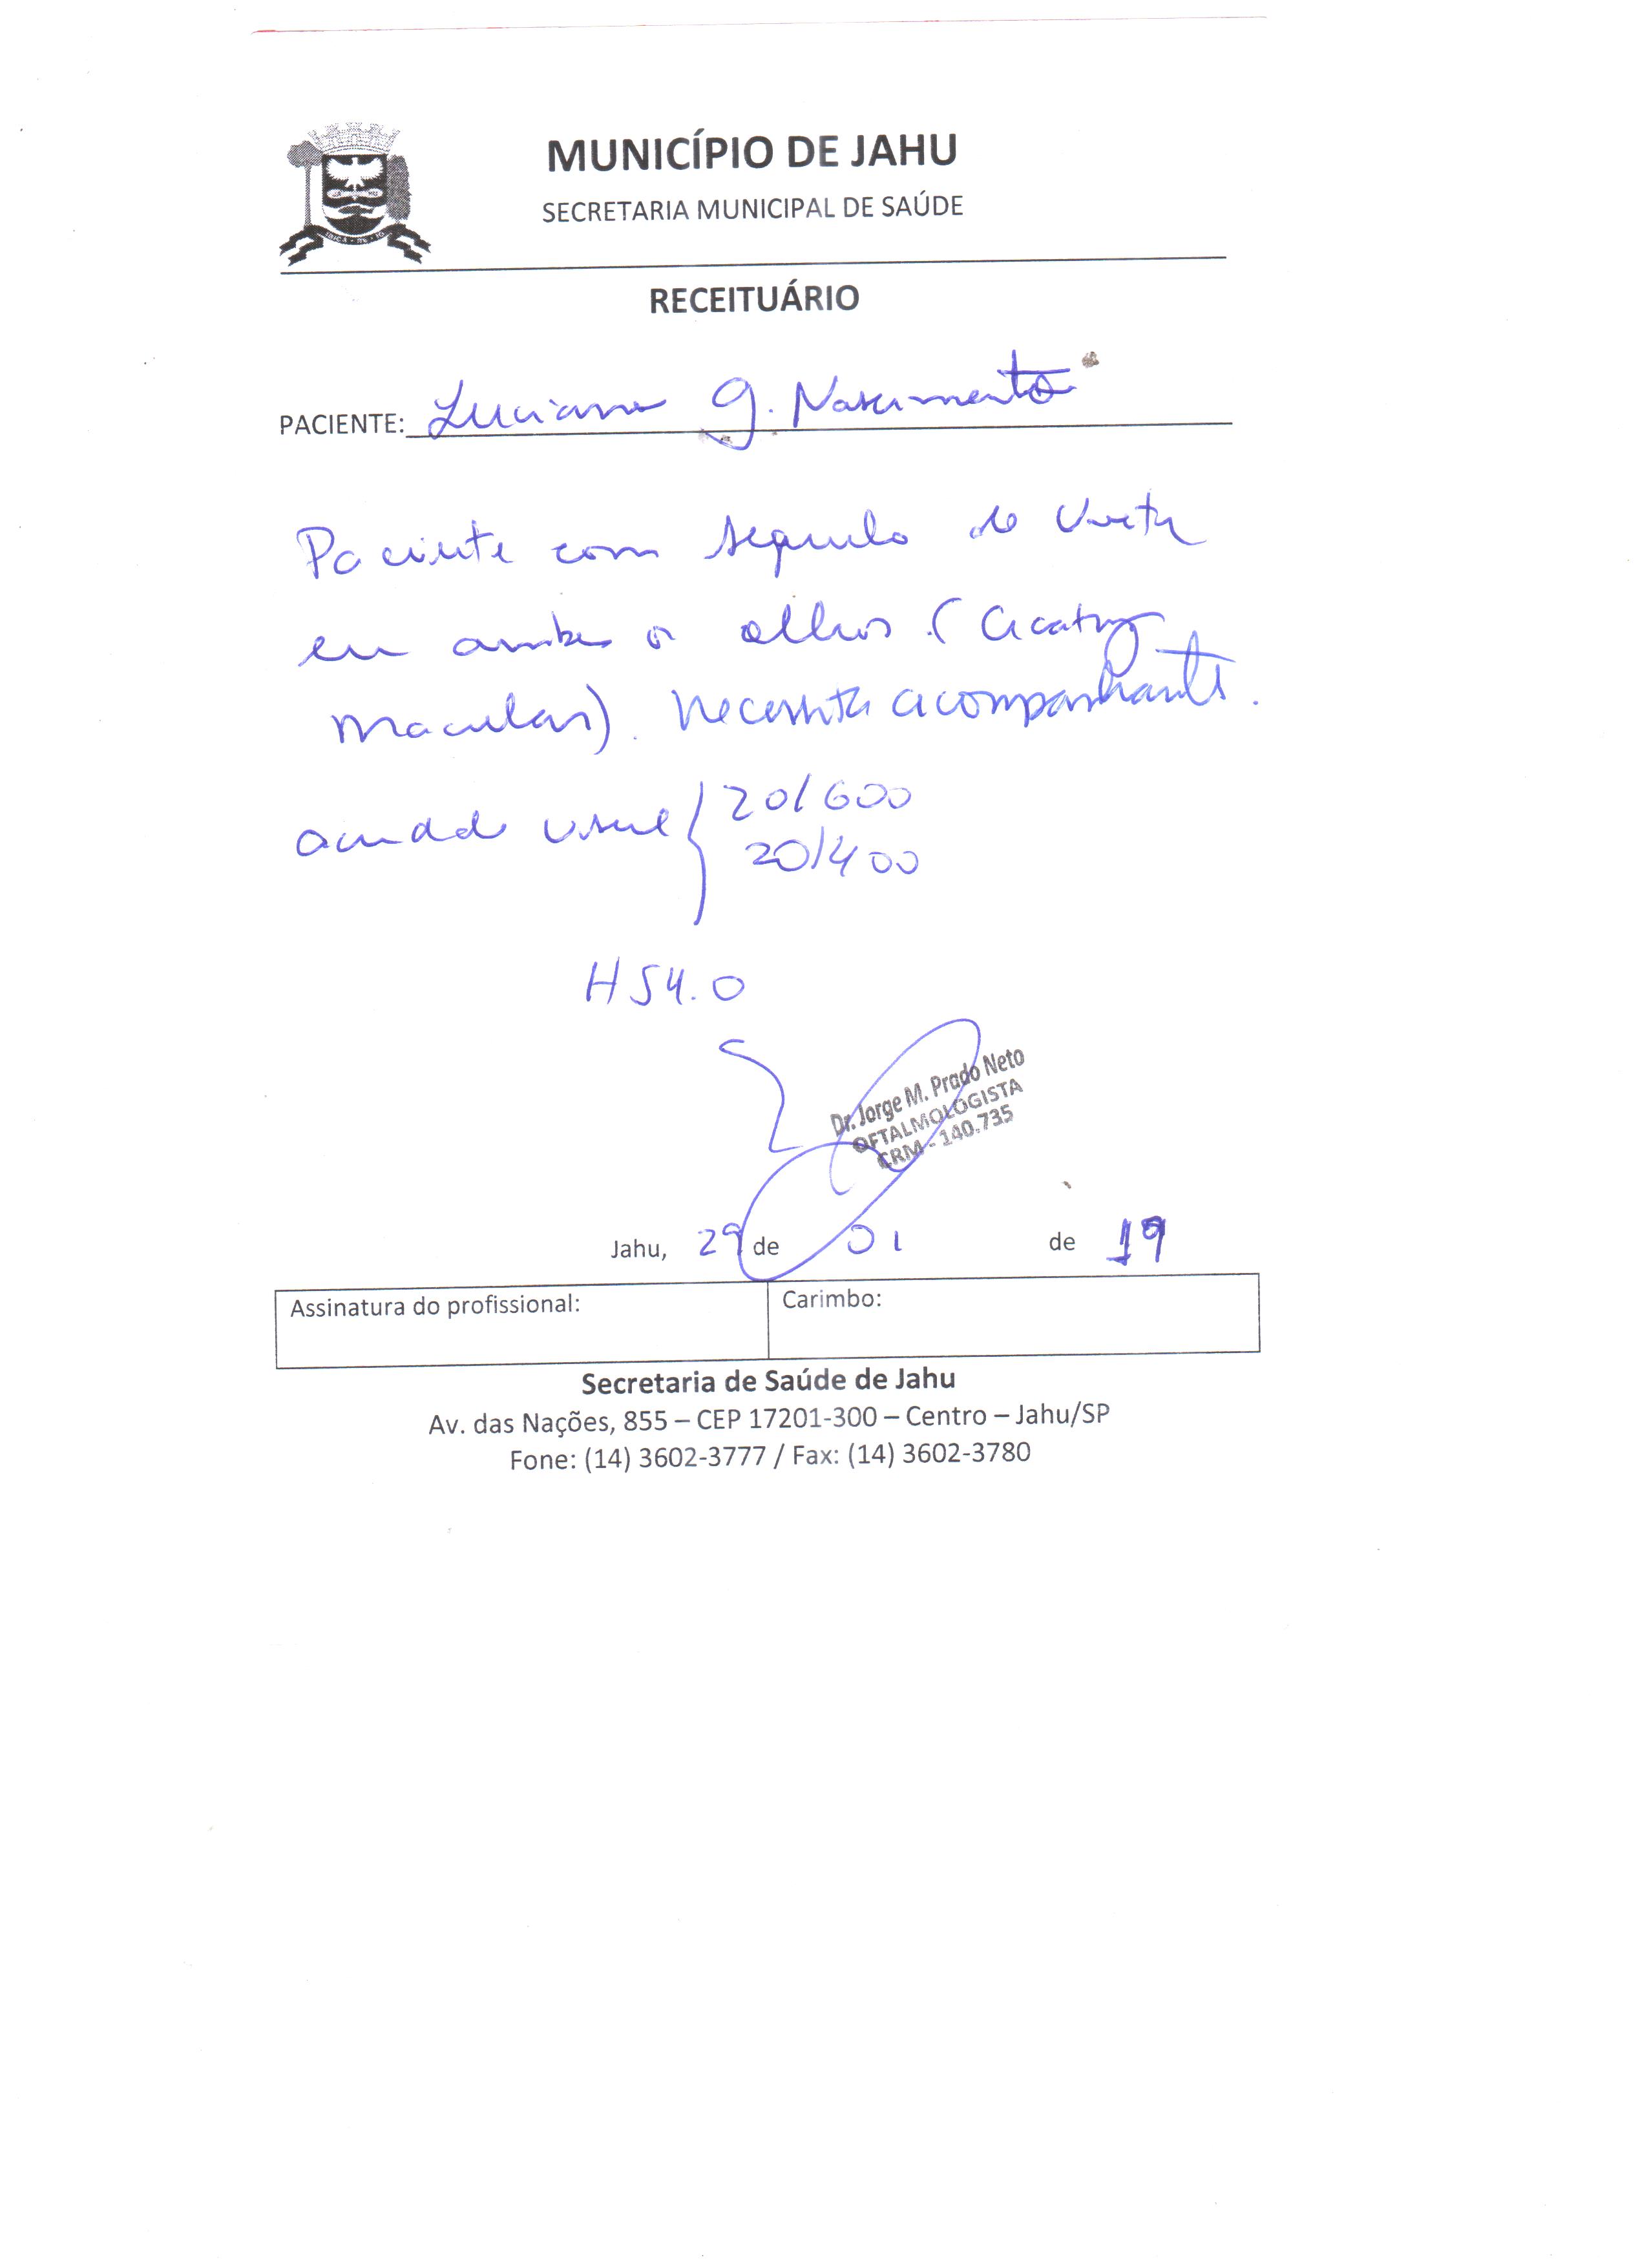 MUNICÍPIO DE JAHU
SECRETARIA MUNICIPAL DE SAÚDE
RECEITUÁRIO
PACIENTE: Luciano G. Nascimento
Paciente com sequela de
em ambos os olhos (cicatriz
macular). Necessita acompanhante.
acuidade visual { 20/600
20/400
H54.0
Dr. Jorge M. Prado Neto
OFTALMOLOGISTA
CRM - 140.735
Jahu, 29 de 01 de 19
Assinatura do profissional:
Carimbo:
Secretaria de Saúde de Jahu
Av. das Nações, 855 – CEP 17201-300 – Centro – Jahu/SP
Fone: (14) 3602-3777 / Fax: (14) 3602-3780